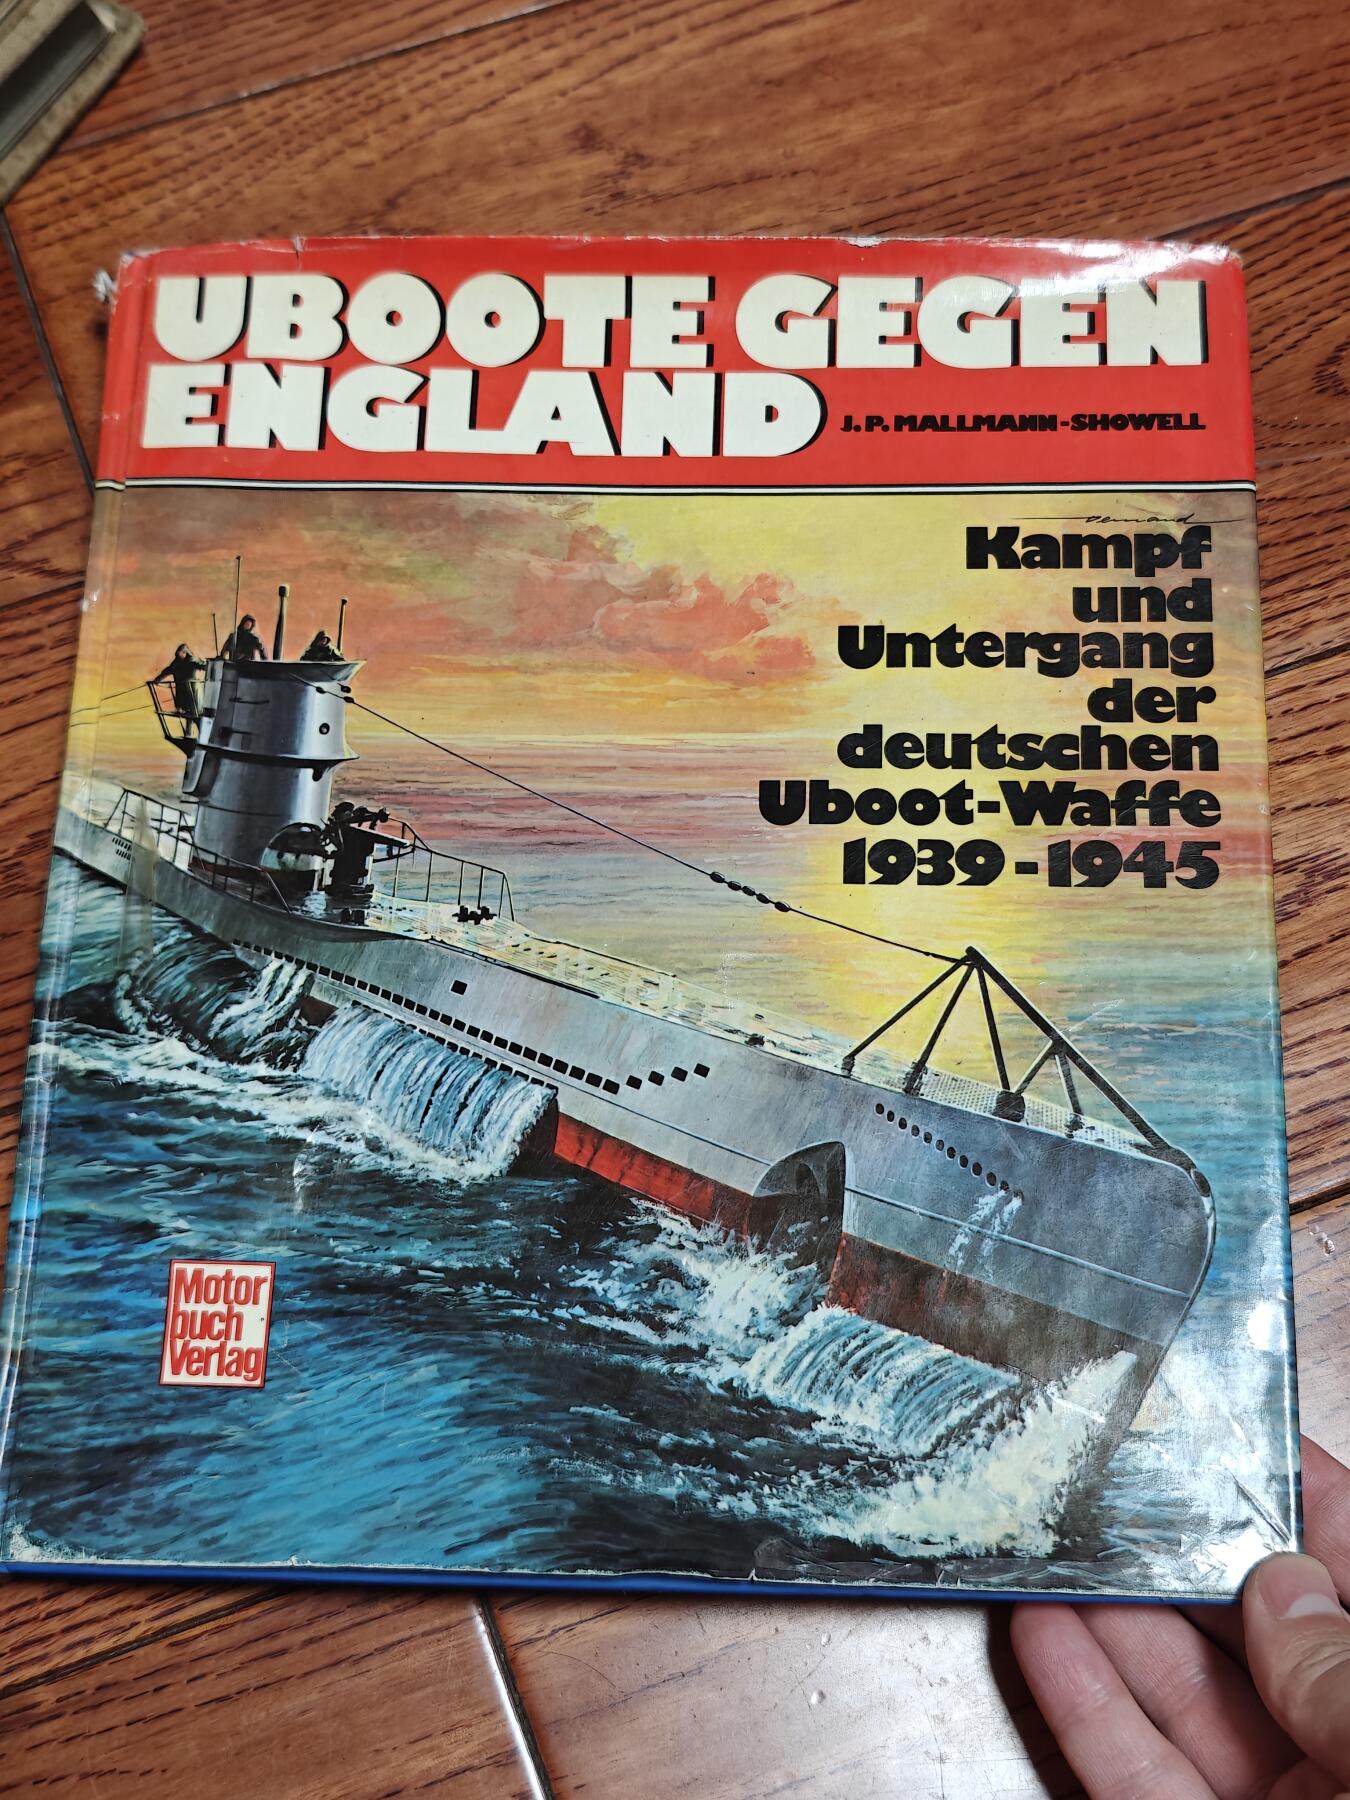 UBOOTE GEGEN
ENGLAND
J.P. MALLMANN-SHOWELL
Kampf
und
Untergang
der
deutschen
Uboot-Waffe
1939-1945
Motor
buch
Verlag